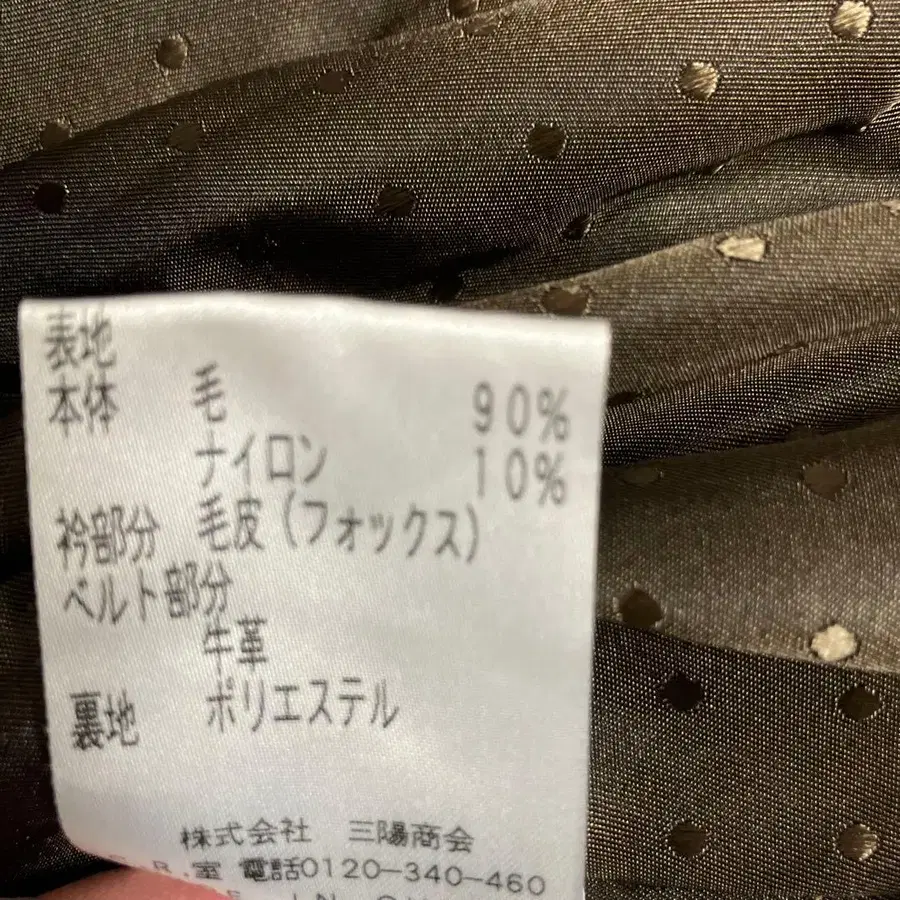 表地
本体 毛 90%
ナイロン 10%
衿部分 毛皮(フォックス)
ベルト部分
牛革
裏地 ポリエステル
株式会社 三陽商会
室 電話0120-340-460